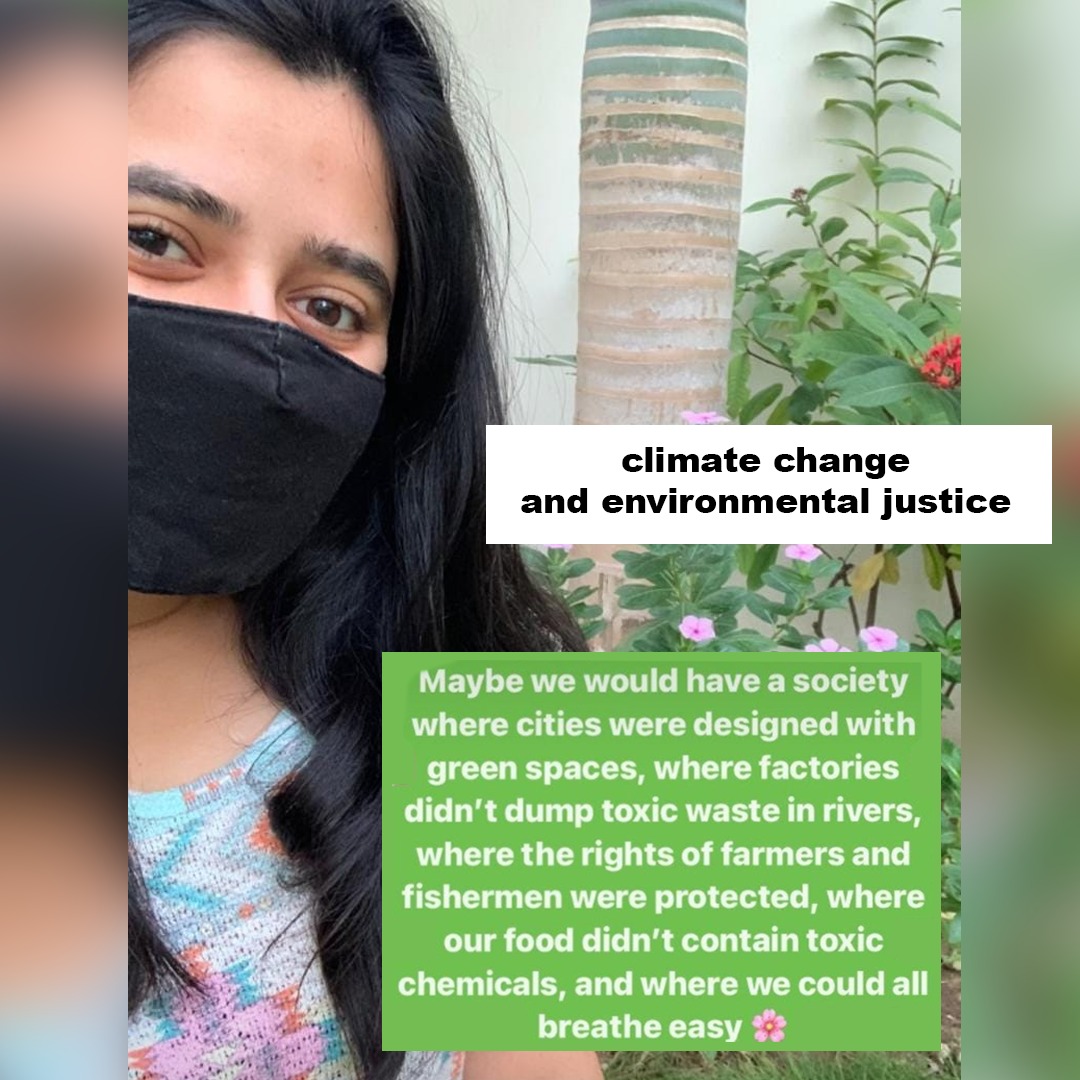 climate change
and environmental justice
Maybe we would have a society
where cities were designed with
green spaces, where factories
didn't dump toxic waste in rivers,
where the rights of farmers and
fishermen were protected, where
our food didn't contain toxic
chemicals, and where we could all
breathe easy 🌸